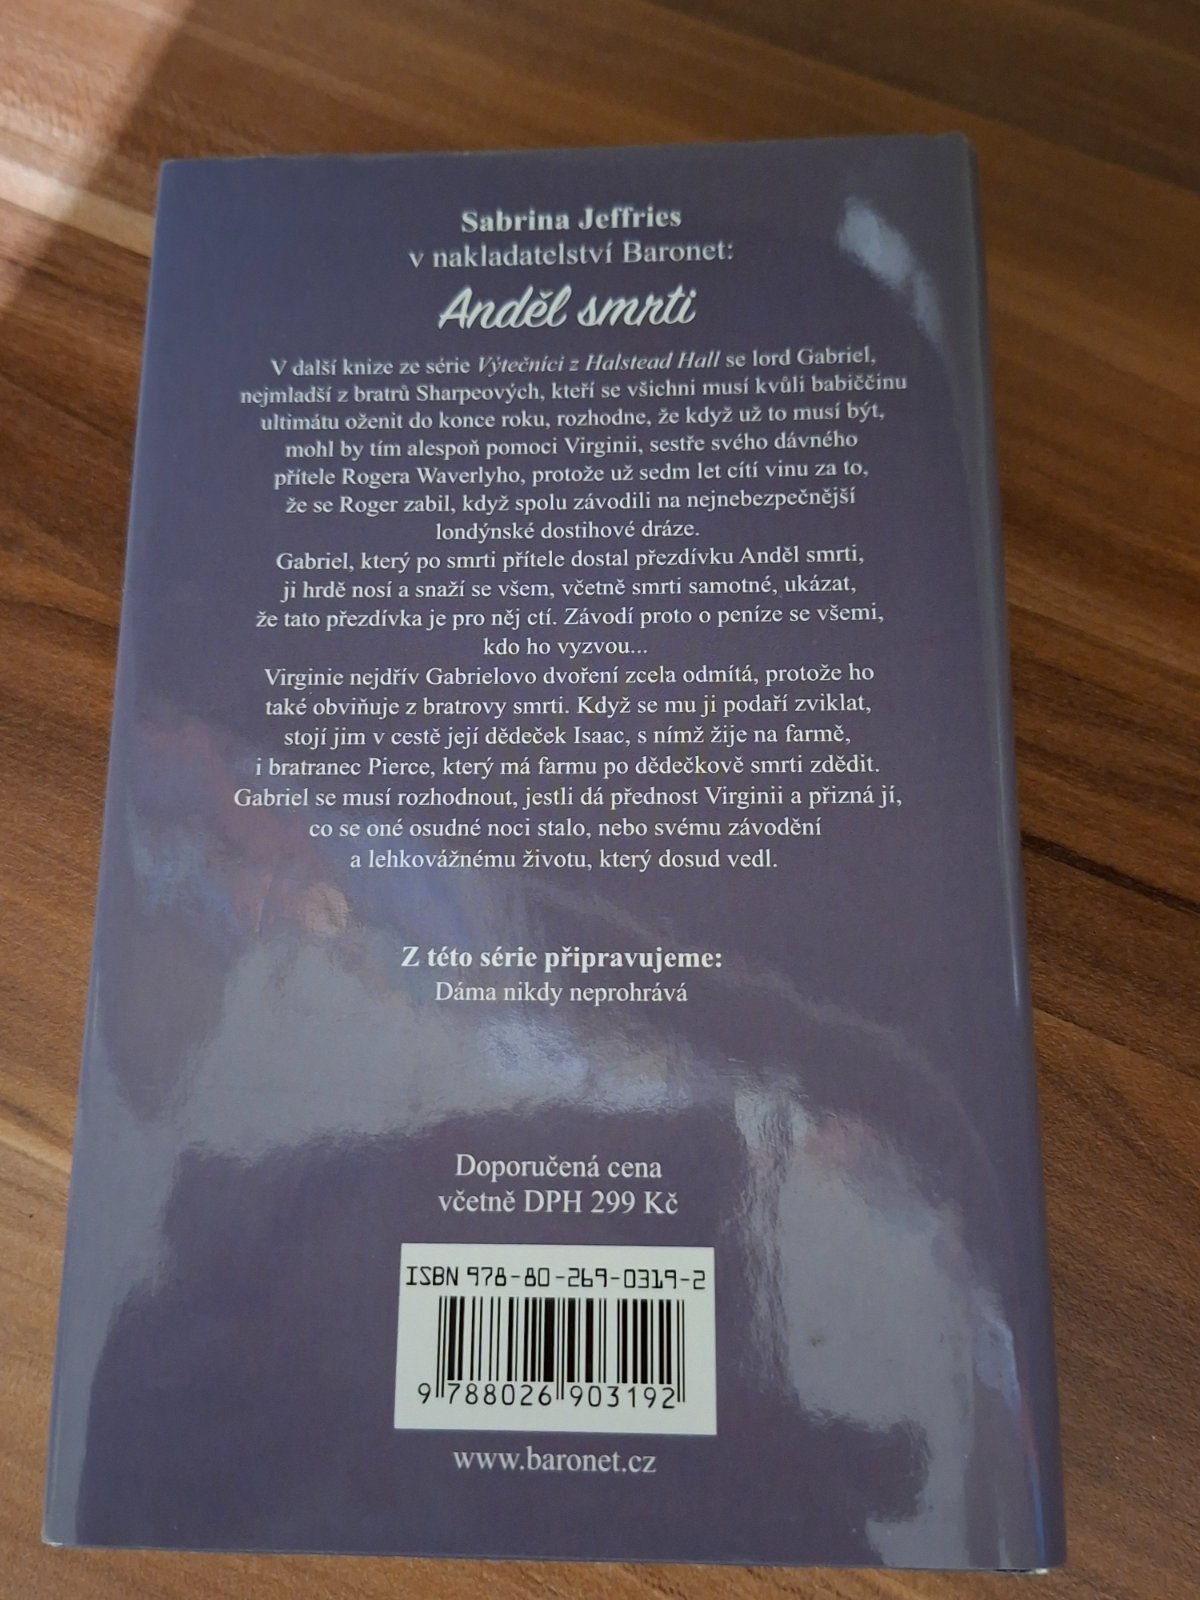 Sabrina Jeffries
v nakladatelství Baronet:
Anděl smrti
V další knize ze série Výtečníci z Halstead Hall se lord Gabriel,
nejmladší z bratrů Sharpeových, kteří se všichni musí kvůli babiččinu
ultimátu oženit do konce roku, rozhodne, že když už to musí být,
mohl by tím alespoň pomoci Virginii, sestře svého dávného
přítele Rogera Waverlyho, protože už sedm let cítí vinu za to,
že se Roger zabil, když spolu závodili na nejnebezpečnější
londýnské dostihové dráze.
Gabriel, který po smrti přítele dostal přezdívku Anděl smrti,
ji hrdě nosí a snaží se všem, včetně smrti samotné, ukázat,
že tato přezdívka je pro něj ctí. Závodí proto o peníze se všemi,
kdo ho vyzvou...
Virginie nejdřív Gabrielovo dvoření zcela odmítá, protože ho
také obviňuje z bratrovy smrti. Když se mu ji podaří zviklat,
stojí jim v cestě její dědeček Isaac, s nímž žije na farmě,
i bratranec Pierce, který má farmu po dědečkově smrti zdědit.
Gabriel se musí rozhodnout, jestli dá přednost Virginii a přizná jí,
co se oné osudné noci stalo, nebo svému závodění
a lehkovážnému životu, který dosud vedl.
Z této série připravujeme:
Dáma nikdy neprohrává
Doporučená cena
včetně DPH 299 Kč
ISBN 978-80-269-0319-2
9 788026 903192
www.baronet.cz